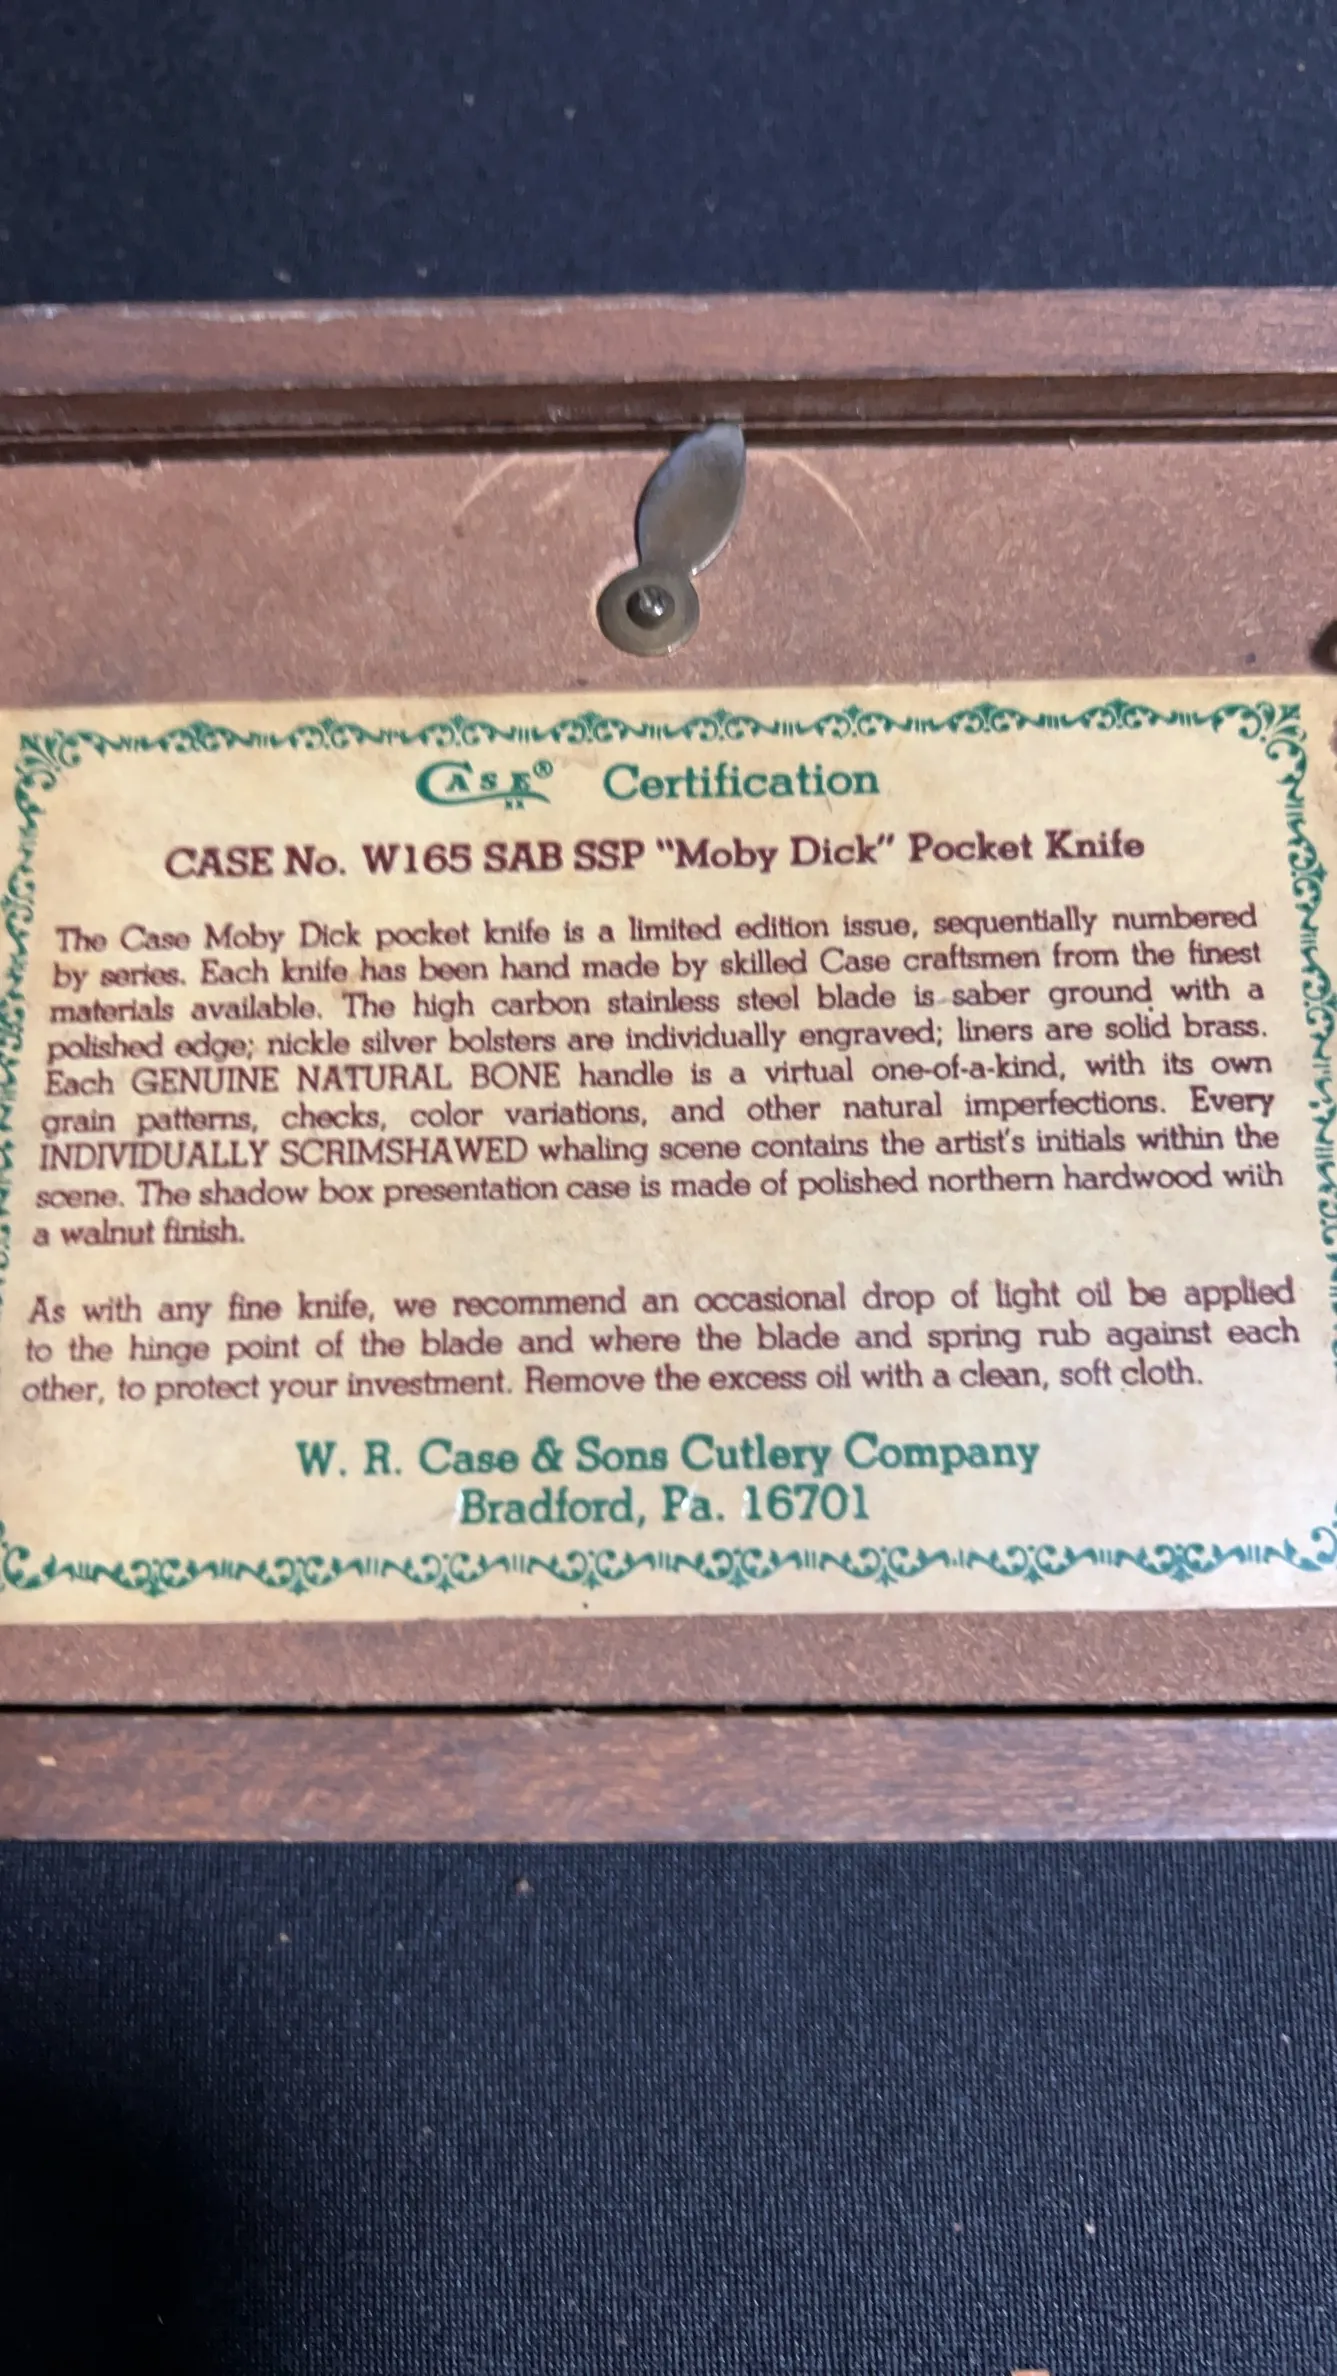 CASE® Certification
XX
CASE No. W165 SAB SSP "Moby Dick" Pocket Knife
The Case Moby Dick pocket knife is a limited edition issue, sequentially numbered
by series. Each knife has been hand made by skilled Case craftsmen from the finest
materials available. The high carbon stainless steel blade is saber ground with a
polished edge; nickle silver bolsters are individually engraved; liners are solid brass.
Each GENUINE NATURAL BONE handle is a virtual one-of-a-kind, with its own
grain patterns, checks, color variations, and other natural imperfections. Every
INDIVIDUALLY SCRIMSHAWED whaling scene contains the artist's initials within the
scene. The shadow box presentation case is made of polished northern hardwood with
a walnut finish.
As with any fine knife, we recommend an occasional drop of light oil be applied
to the hinge point of the blade and where the blade and spring rub against each
other, to protect your investment. Remove the excess oil with a clean, soft cloth.
W. R. Case & Sons Cutlery Company
Bradford, Pa. 16701